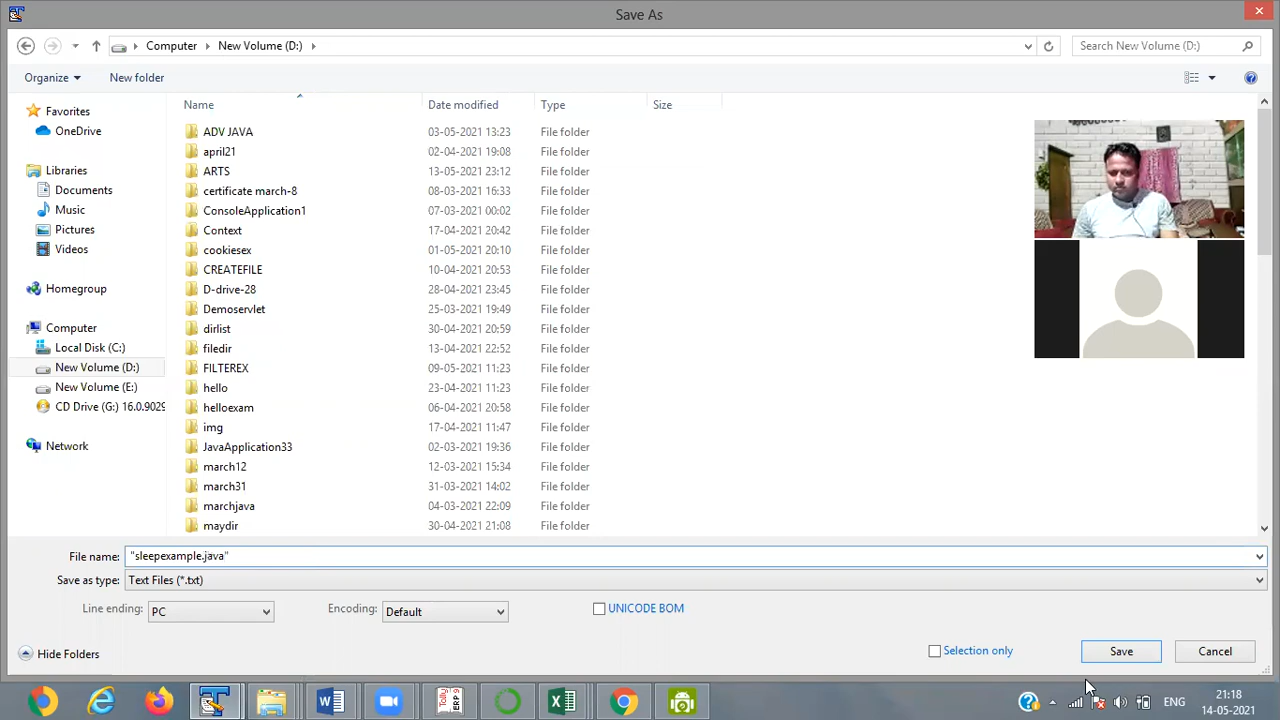 Save As
Computer New Volume (D:)
Search New Volume (D:)
Organize
New folder
Favorites
OneDrive
Libraries
Documents
Music
Pictures
Videos
Homegroup
Computer
Local Disk (C:)
New Volume (D:)
New Volume (E:)
CD Drive (G:) 16.0.9029
Network
Name Date modified Type Size
ADV JAVA 03-05-2021 13:23 File folder
april21 02-04-2021 19:08 File folder
ARTS 13-05-2021 23:12 File folder
certificate march-8 08-03-2021 16:33 File folder
ConsoleApplication1 07-03-2021 00:02 File folder
Context 17-04-2021 20:42 File folder
cookiesex 01-05-2021 20:10 File folder
CREATEFILE 10-04-2021 20:53 File folder
D-drive-28 28-04-2021 23:45 File folder
Demoservlet 25-03-2021 19:49 File folder
dirlist 30-04-2021 20:59 File folder
filedir 13-04-2021 22:52 File folder
FILTEREX 09-05-2021 11:23 File folder
hello 23-04-2021 11:23 File folder
helloexam 06-04-2021 20:58 File folder
img 17-04-2021 11:47 File folder
JavaApplication33 02-03-2021 19:36 File folder
march12 12-03-2021 15:34 File folder
march31 31-03-2021 14:02 File folder
marchjava 04-03-2021 22:09 File folder
maydir 30-04-2021 21:08 File folder
File name: "sleepexample.java"
Save as type: Text Files (*.txt)
Line ending: PC Encoding: Default UNICODE BOM
Hide Folders Selection only Save Cancel
ENG
21:18
14-05-2021